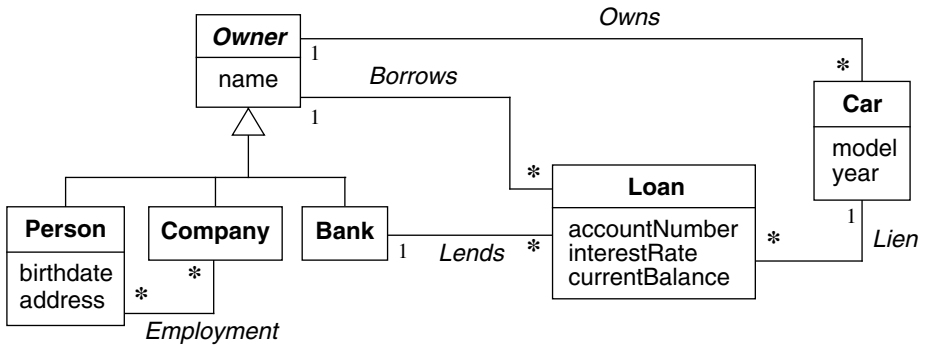 Owns
Owner
1
name
Borrows
*
1
Car
model
year
*
Loan
Person
Company
Bank
1
accountNumber
*
Lien
birthdate
*
1
Lends
*
interestRate
address
*
currentBalance
Employment